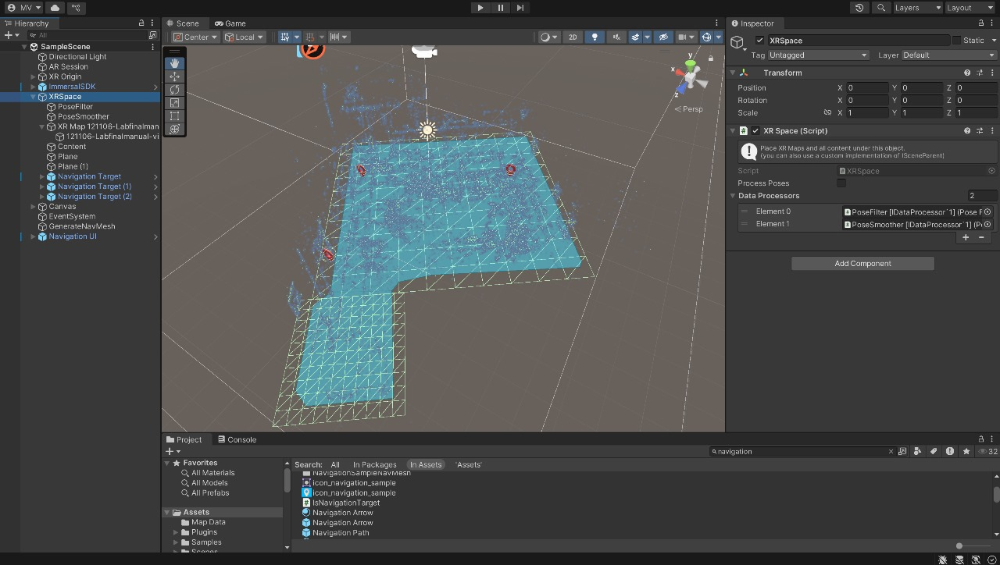 MV
Layers
Layout
Hierarchy
All
SampleScene
Directional Light
AR Session
XR Origin
ImmersalSDK
XRSpace
PoseFilter
PoseSmoother
XR Map 121106-Labfinalman
121106-Labfinalmanual-vi
Content
Plane
Plane (1)
Navigation Target
Navigation Target (1)
Navigation Target (2)
Canvas
EventSystem
GenerateNavMesh
Navigation UI
Scene
Game
Center
Local
2D
y
x
z
Persp
Inspector
XRSpace
Static
Tag Untagged
Layer Default
Transform
Position X 0 Y 0 Z 0
Rotation X 0 Y 0 Z 0
Scale X 1 Y 1 Z 1
XR Space (Script)
Place XR Maps and all content under this object.
(you can also use a custom implementation of ISceneParent)
Script XRSpace
Process Poses
Data Processors 2
Element 0 PoseFilter [IDataProcessor`1] (Pose F
Element 1 PoseSmoother [IDataProcessor`1] (P
Add Component
Project
Console
navigation
32
Favorites
All Materials
All Models
All Prefabs
Assets
Map Data
Plugins
Samples
Scenes
Search: All In Packages In Assets 'Assets'
NavigationSampleNavMesh
icon_navigation_sample
icon_navigation_sample
IsNavigationTarget
Navigation Arrow
Navigation Arrow
Navigation Path